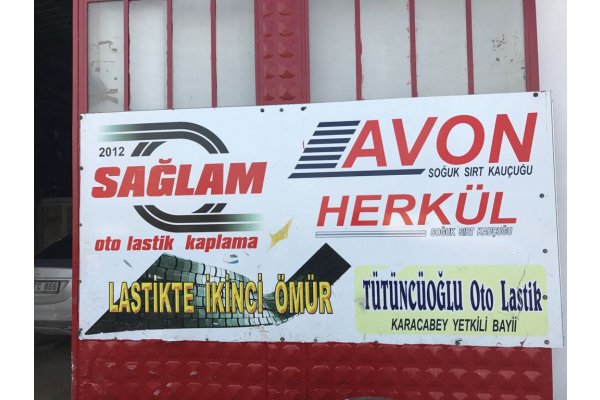 2012
SAĞLAM
oto lastik kaplama
AVON
SOĞUK SIRT KAUÇUĞU
HERKÜL
SOĞUK SIRT KAUÇUĞU
LASTİKTE İKİNCİ ÖMÜR
TÜTÜNCÜOĞLU Oto Lastik
KARACABEY YETKİLİ BAYİİ